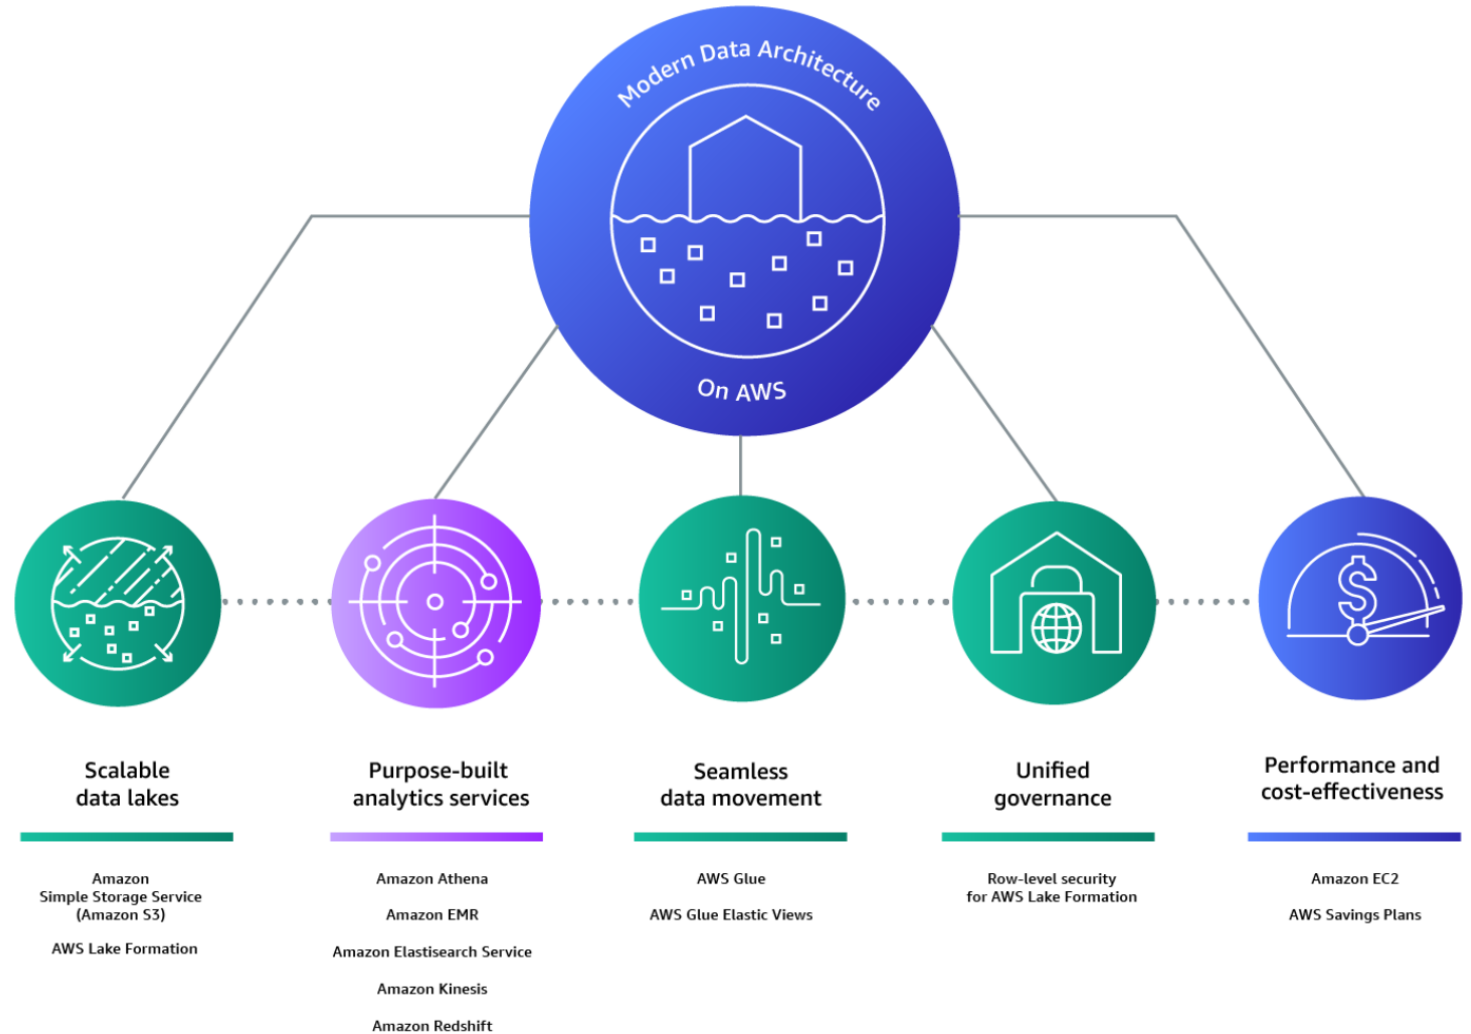 Modern Data Architecture
On AWS
Scalable
data lakes
Amazon
Simple Storage Service
(Amazon S3)
AWS Lake Formation
Purpose-built
analytics services
Amazon Athena
Amazon EMR
Amazon Elastisearch Service
Amazon Kinesis
Amazon Redshift
Seamless
data movement
AWS Glue
AWS Glue Elastic Views
Unified
governance
Row-level security
for AWS Lake Formation
Performance and
cost-effectiveness
Amazon EC2
AWS Savings Plans